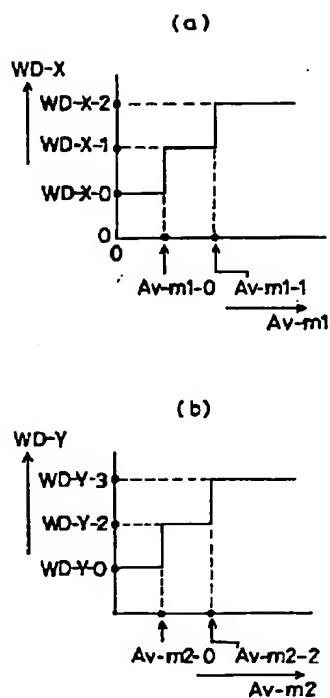 (a)
WD-X
WD-X-2
WD-X-1
WD-X-0
0
0
Av-m1-0 Av-m1-1
Av-m1
(b)
WD-Y
WD-Y-3
WD-Y-2
WD-Y-0
Av-m2-0 Av-m2-2
Av-m2